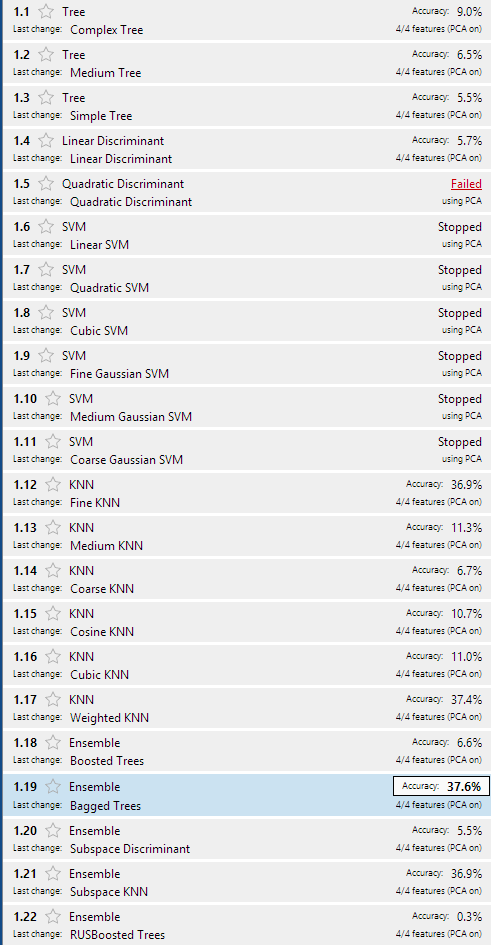 1.1 Tree Accuracy: 9.0%
Last change: Complex Tree 4/4 features (PCA on)
1.2 Tree Accuracy: 6.5%
Last change: Medium Tree 4/4 features (PCA on)
1.3 Tree Accuracy: 5.5%
Last change: Simple Tree 4/4 features (PCA on)
1.4 Linear Discriminant Accuracy: 5.7%
Last change: Linear Discriminant 4/4 features (PCA on)
1.5 Quadratic Discriminant Failed
Last change: Quadratic Discriminant using PCA
1.6 SVM Stopped
Last change: Linear SVM using PCA
1.7 SVM Stopped
Last change: Quadratic SVM using PCA
1.8 SVM Stopped
Last change: Cubic SVM using PCA
1.9 SVM Stopped
Last change: Fine Gaussian SVM using PCA
1.10 SVM Stopped
Last change: Medium Gaussian SVM using PCA
1.11 SVM Stopped
Last change: Coarse Gaussian SVM using PCA
1.12 KNN Accuracy: 36.9%
Last change: Fine KNN 4/4 features (PCA on)
1.13 KNN Accuracy: 11.3%
Last change: Medium KNN 4/4 features (PCA on)
1.14 KNN Accuracy: 6.7%
Last change: Coarse KNN 4/4 features (PCA on)
1.15 KNN Accuracy: 10.7%
Last change: Cosine KNN 4/4 features (PCA on)
1.16 KNN Accuracy: 11.0%
Last change: Cubic KNN 4/4 features (PCA on)
1.17 KNN Accuracy: 37.4%
Last change: Weighted KNN 4/4 features (PCA on)
1.18 Ensemble Accuracy: 6.6%
Last change: Boosted Trees 4/4 features (PCA on)
1.19 Ensemble Accuracy: 37.6%
Last change: Bagged Trees 4/4 features (PCA on)
1.20 Ensemble Accuracy: 5.5%
Last change: Subspace Discriminant 4/4 features (PCA on)
1.21 Ensemble Accuracy: 36.9%
Last change: Subspace KNN 4/4 features (PCA on)
1.22 Ensemble Accuracy: 0.3%
Last change: RUSBoosted Trees 4/4 features (PCA on)